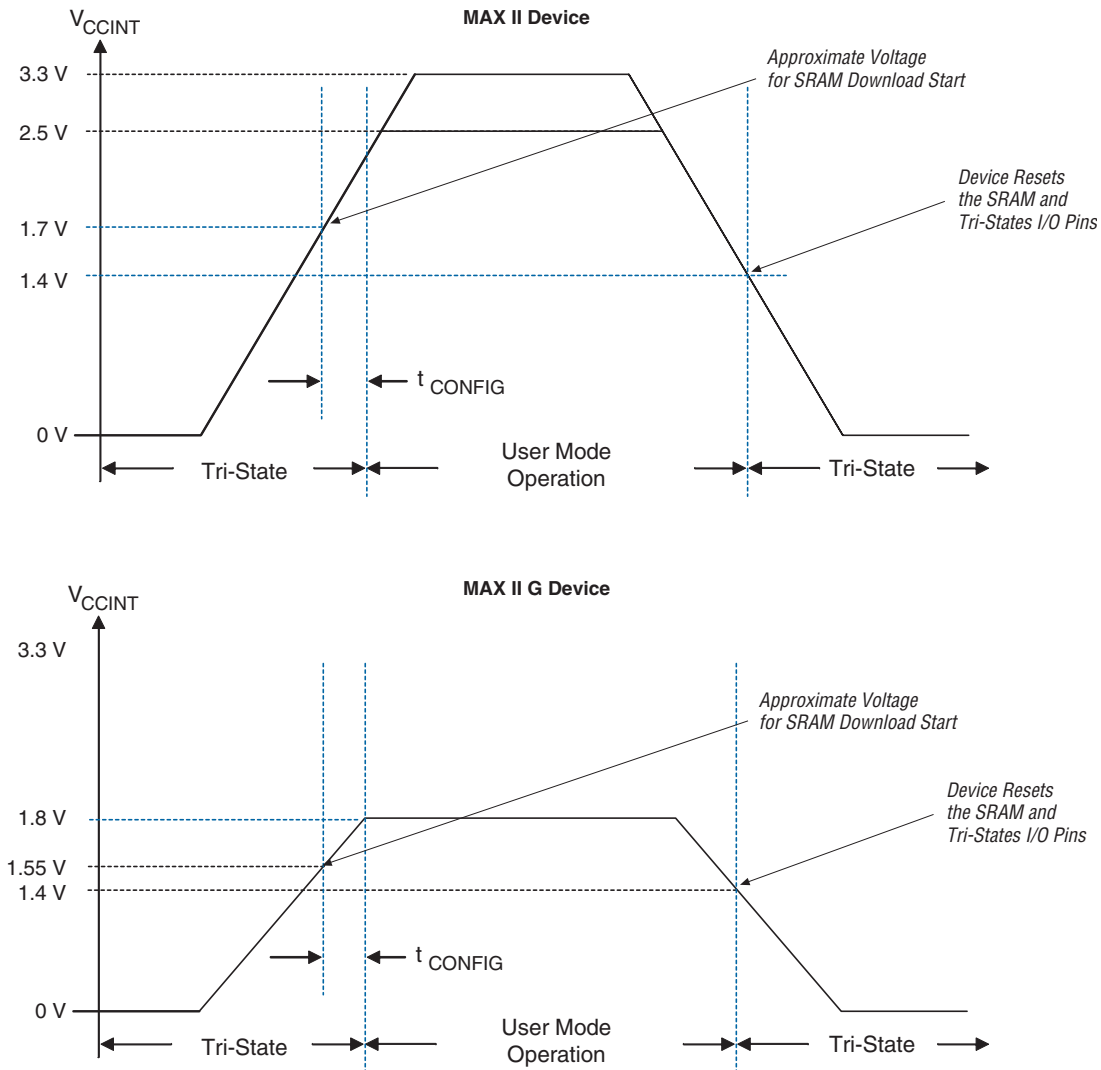 MAX II Device
VCCINT
Approximate Voltage
for SRAM Download Start
3.3 V
2.5 V
Device Resets
the SRAM and
Tri-States I/O Pins
1.7 V
1.4 V
t CONFIG
0 V
Tri-State
User Mode
Operation
Tri-State
MAX II G Device
VCCINT
3.3 V
Approximate Voltage
for SRAM Download Start
Device Resets
the SRAM and
Tri-States I/O Pins
1.8 V
1.55 V
1.4 V
t CONFIG
0 V
Tri-State
User Mode
Operation
Tri-State